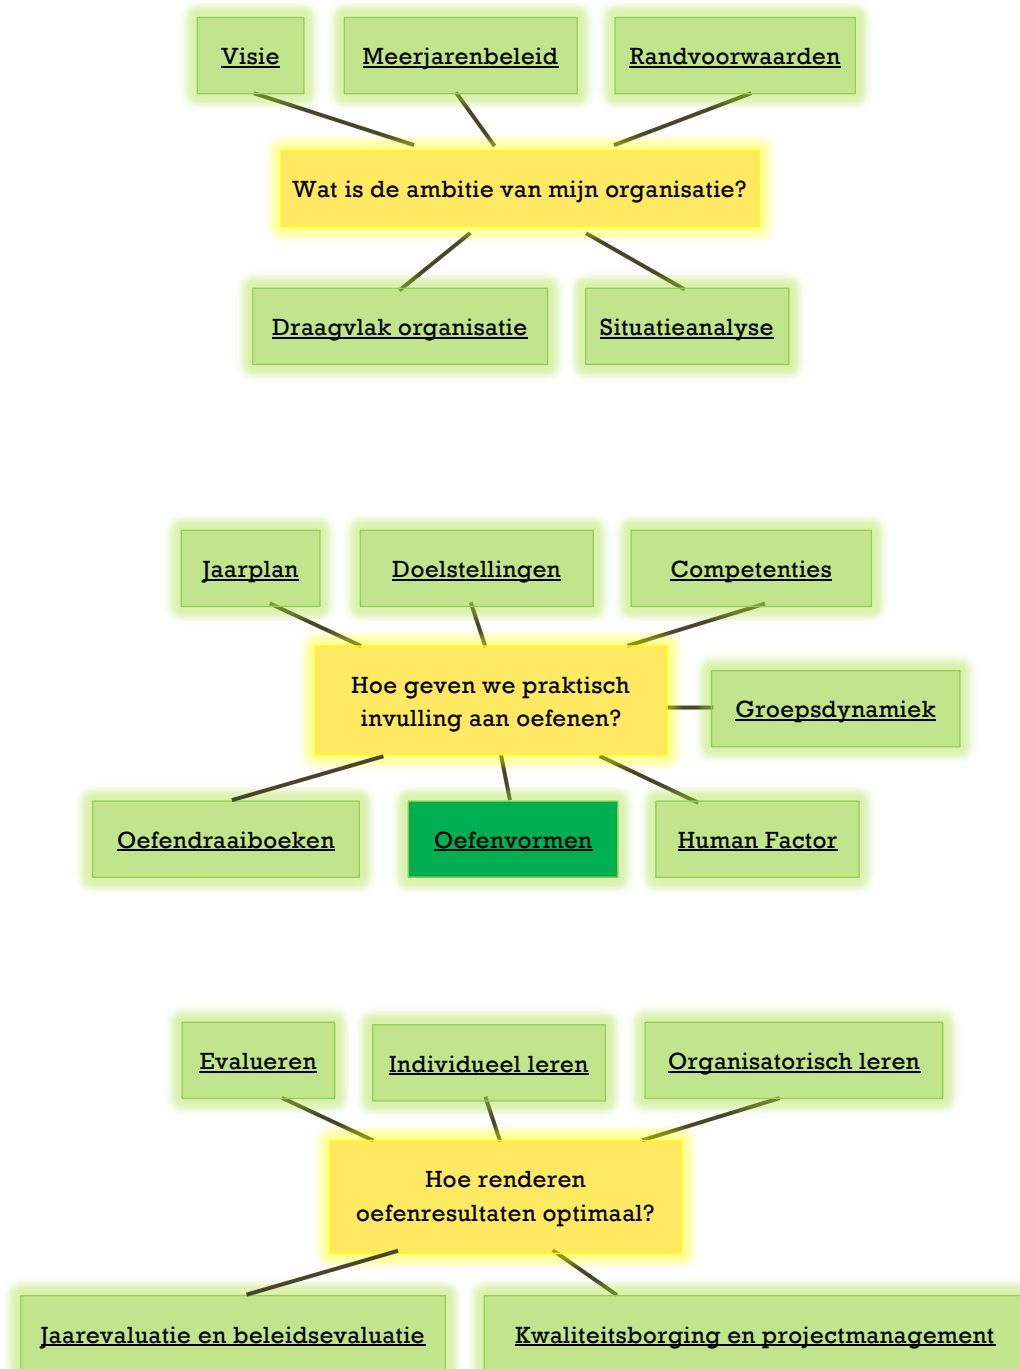 Visie
Meerjarenbeleid
Randvoorwaarden
Wat is de ambitie van mijn organisatie?
Draagvlak organisatie
Situatieanalyse
Jaarplan
Doelstellingen
Competenties
Hoe geven we praktisch
invulling aan oefenen?
Groepsdynamiek
Oefendraaiboeken
Oefenvormen
Human Factor
Evalueren
Individueel leren
Organisatorisch leren
Hoe renderen
oefenresultaten optimaal?
Jaarevaluatie en beleidsevaluatie
Kwaliteitsborging en projectmanagement